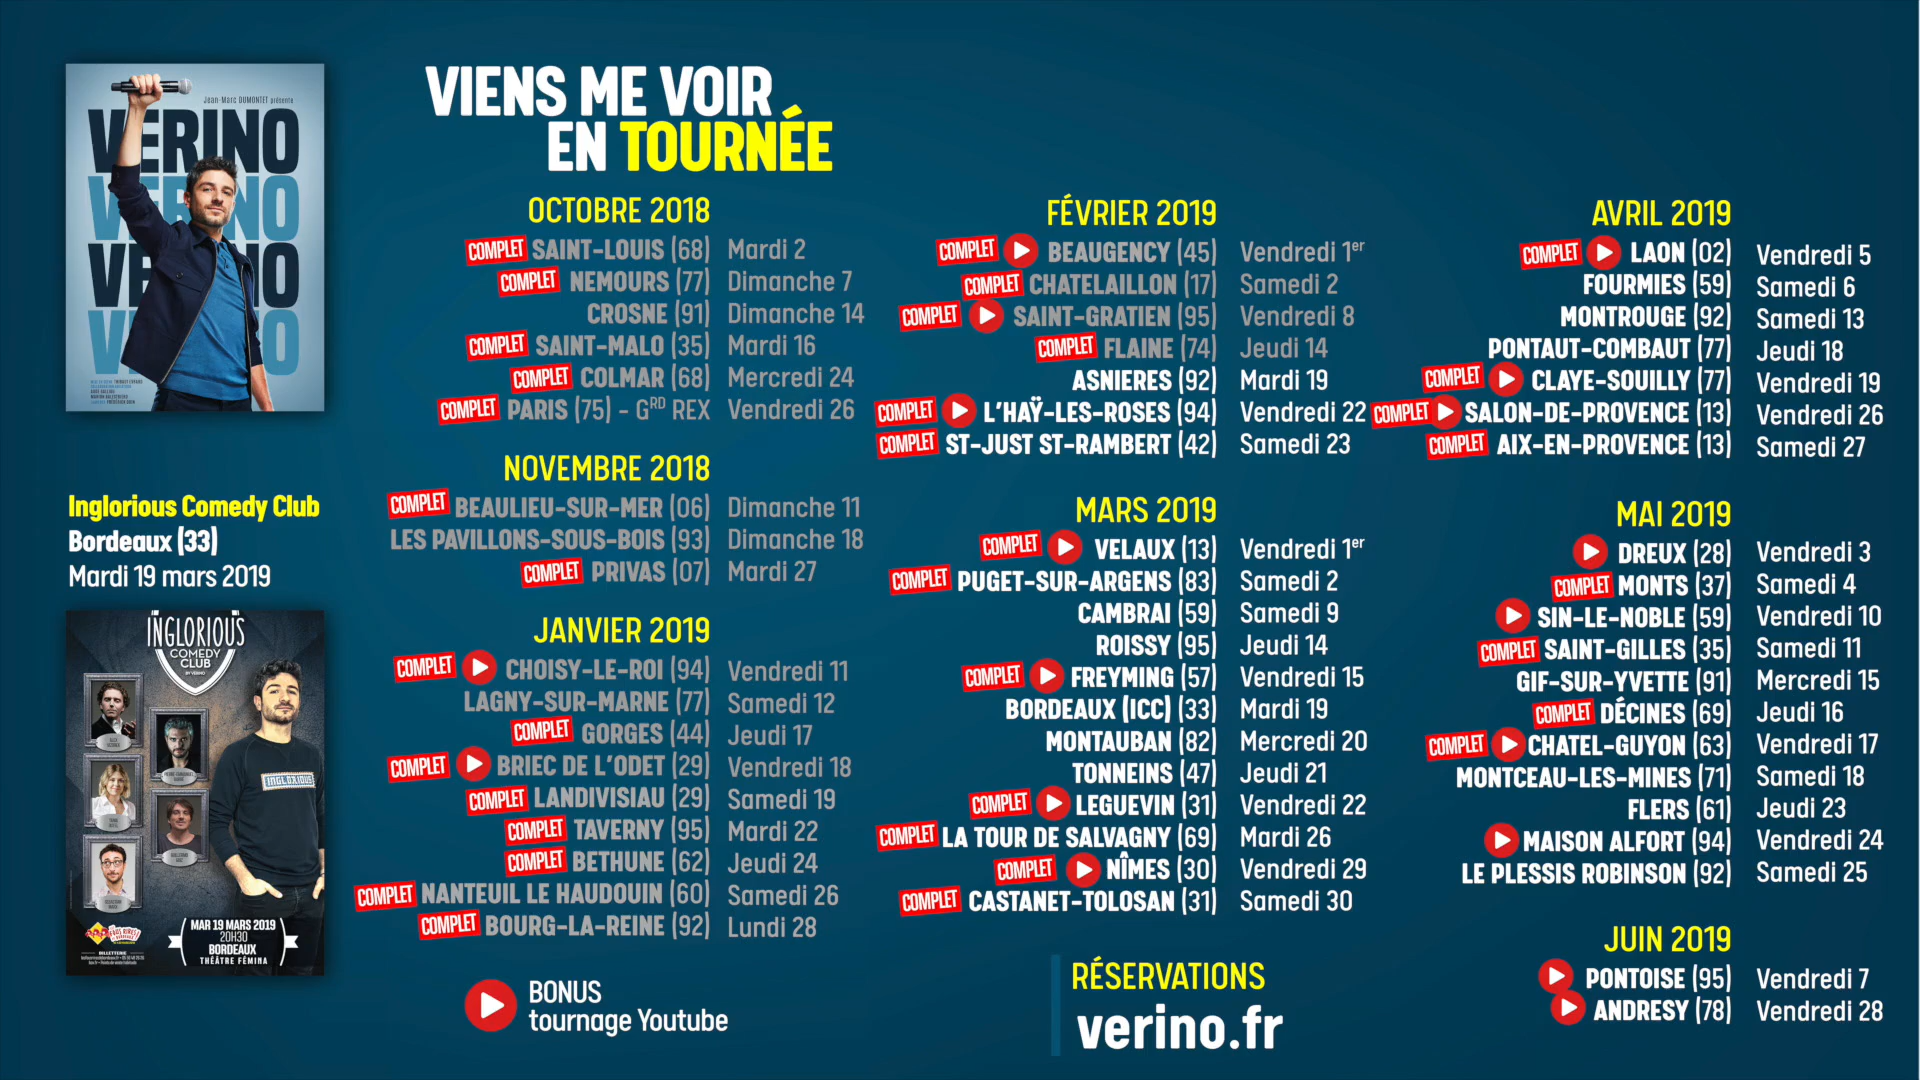 Jean-Marc DUMONTET présente
VERINO
VERINO
VERINO
VERINO
Inglorious Comedy Club
Bordeaux (33)
Mardi 19 mars 2019
INGLORIOUS
COMEDY
CLUB
BY VERINO
INGLORIOUS
MAR 19 MARS 2019
20H30
BORDEAUX
THÉÂTRE FÉMINA
BILLETTERIE
VIENS ME VOIR
EN TOURNÉE
OCTOBRE 2018
COMPLET SAINT-LOUIS (68) Mardi 2
COMPLET NEMOURS (77) Dimanche 7
CROSNE (91) Dimanche 14
COMPLET SAINT-MALO (35) Mardi 16
COMPLET COLMAR (68) Mercredi 24
COMPLET PARIS (75) - GRD REX Vendredi 26
NOVEMBRE 2018
COMPLET BEAULIEU-SUR-MER (06) Dimanche 11
LES PAVILLONS-SOUS-BOIS (93) Dimanche 18
COMPLET PRIVAS (07) Mardi 27
JANVIER 2019
COMPLET CHOISY-LE-ROI (94) Vendredi 11
LAGNY-SUR-MARNE (77) Samedi 12
COMPLET GORGES (44) Jeudi 17
COMPLET BRIEC DE L'ODET (29) Vendredi 18
COMPLET LANDIVISIAU (29) Samedi 19
COMPLET TAVERNY (95) Mardi 22
COMPLET BETHUNE (62) Jeudi 24
COMPLET NANTEUIL LE HAUDOUIN (60) Samedi 26
COMPLET BOURG-LA-REINE (92) Lundi 28
BONUS
tournage Youtube
FÉVRIER 2019
COMPLET BEAUGENCY (45) Vendredi 1er
COMPLET CHATELAILLON (17) Samedi 2
COMPLET SAINT-GRATIEN (95) Vendredi 8
COMPLET FLAINE (74) Jeudi 14
ASNIERES (92) Mardi 19
COMPLET L'HAŸ-LES-ROSES (94) Vendredi 22
COMPLET ST-JUST ST-RAMBERT (42) Samedi 23
MARS 2019
COMPLET VELAUX (13) Vendredi 1er
COMPLET PUGET-SUR-ARGENS (83) Samedi 2
CAMBRAI (59) Samedi 9
ROISSY (95) Jeudi 14
COMPLET FREYMING (57) Vendredi 15
BORDEAUX (ICC) (33) Mardi 19
MONTAUBAN (82) Mercredi 20
TONNEINS (47) Jeudi 21
COMPLET LEGUEVIN (31) Vendredi 22
COMPLET LA TOUR DE SALVAGNY (69) Mardi 26
COMPLET NÎMES (30) Vendredi 29
COMPLET CASTANET-TOLOSAN (31) Samedi 30
RÉSERVATIONS
verino.fr
AVRIL 2019
COMPLET LAON (02) Vendredi 5
FOURMIES (59) Samedi 6
MONTROUGE (92) Samedi 13
PONTAUT-COMBAUT (77) Jeudi 18
COMPLET CLAYE-SOUILLY (77) Vendredi 19
COMPLET SALON-DE-PROVENCE (13) Vendredi 26
COMPLET AIX-EN-PROVENCE (13) Samedi 27
MAI 2019
DREUX (28) Vendredi 3
COMPLET MONTS (37) Samedi 4
SIN-LE-NOBLE (59) Vendredi 10
COMPLET SAINT-GILLES (35) Samedi 11
GIF-SUR-YVETTE (91) Mercredi 15
COMPLET DÉCINES (69) Jeudi 16
COMPLET CHATEL-GUYON (63) Vendredi 17
MONTCEAU-LES-MINES (71) Samedi 18
FLERS (61) Jeudi 23
MAISON ALFORT (94) Vendredi 24
LE PLESSIS ROBINSON (92) Samedi 25
JUIN 2019
PONTOISE (95) Vendredi 7
ANDRESY (78) Vendredi 28